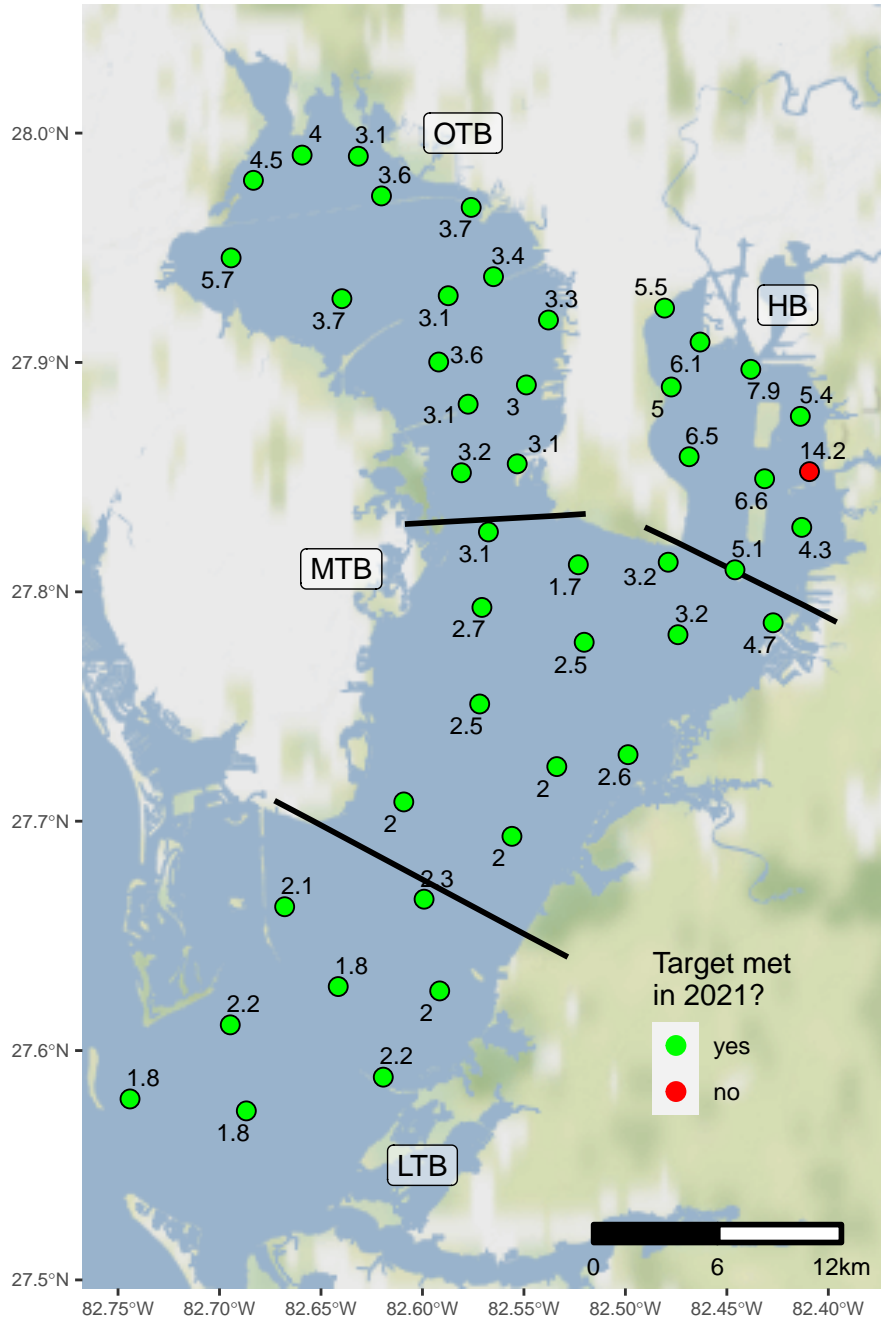 28.0°N
27.9°N
27.8°N
27.7°N
27.6°N
27.5°N
OTB
4
3.1
4.5
3.6
3.7
5.7
3.4
3.7
3.1
3.3
3.6
3.1
3
3.2
3.1
HB
5.5
6.1
7.9
5
5.4
6.5
14.2
6.6
4.3
5.1
MTB
3.1
1.7
3.2
2.7
2.5
3.2
4.7
2.5
2
2.6
2
2
2.3
2.1
1.8
2
2.2
2.2
1.8
1.8
LTB
Target met
in 2021?
yes
no
0 6 12km
82.75°W 82.70°W 82.65°W 82.60°W 82.55°W 82.50°W 82.45°W 82.40°W